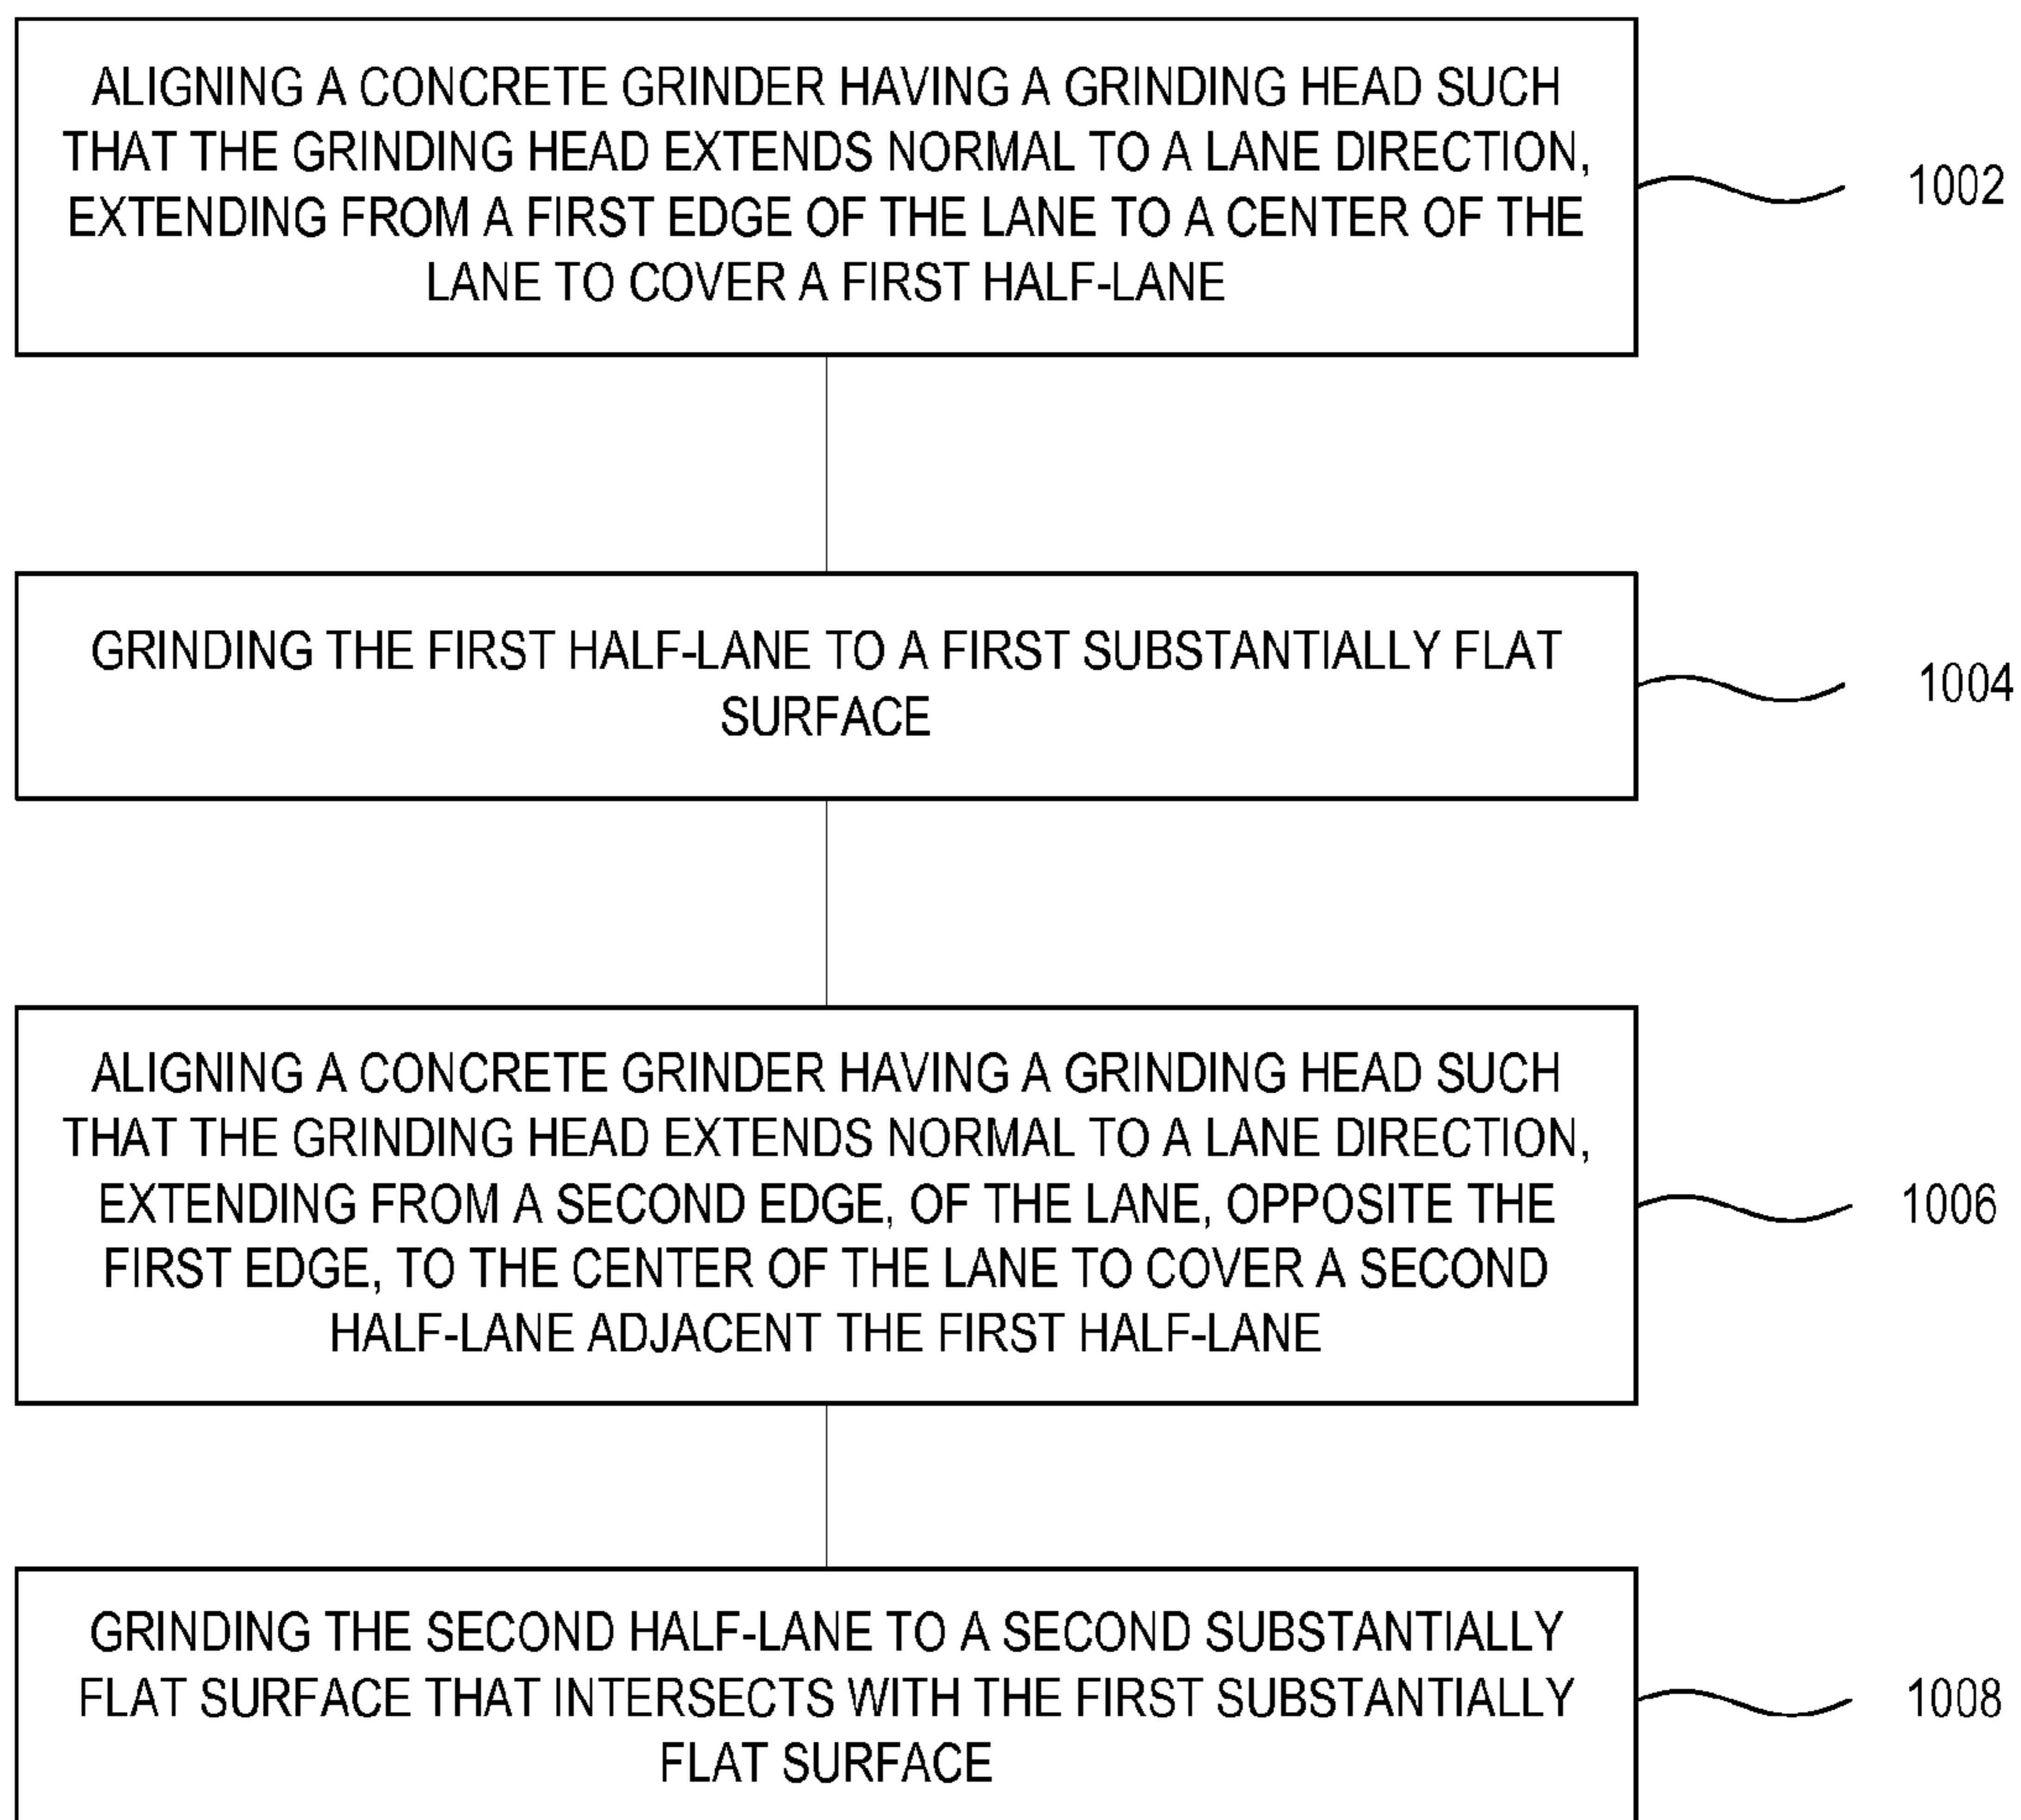 ALIGNING A CONCRETE GRINDER HAVING A GRINDING HEAD SUCH
THAT THE GRINDING HEAD EXTENDS NORMAL TO A LANE DIRECTION,
EXTENDING FROM A FIRST EDGE OF THE LANE TO A CENTER OF THE
LANE TO COVER A FIRST HALF-LANE
1002
GRINDING THE FIRST HALF-LANE TO A FIRST SUBSTANTIALLY FLAT
SURFACE
1004
ALIGNING A CONCRETE GRINDER HAVING A GRINDING HEAD SUCH
THAT THE GRINDING HEAD EXTENDS NORMAL TO A LANE DIRECTION,
EXTENDING FROM A SECOND EDGE, OF THE LANE, OPPOSITE THE
FIRST EDGE, TO THE CENTER OF THE LANE TO COVER A SECOND
HALF-LANE ADJACENT THE FIRST HALF-LANE
1006
GRINDING THE SECOND HALF-LANE TO A SECOND SUBSTANTIALLY
FLAT SURFACE THAT INTERSECTS WITH THE FIRST SUBSTANTIALLY
FLAT SURFACE
1008